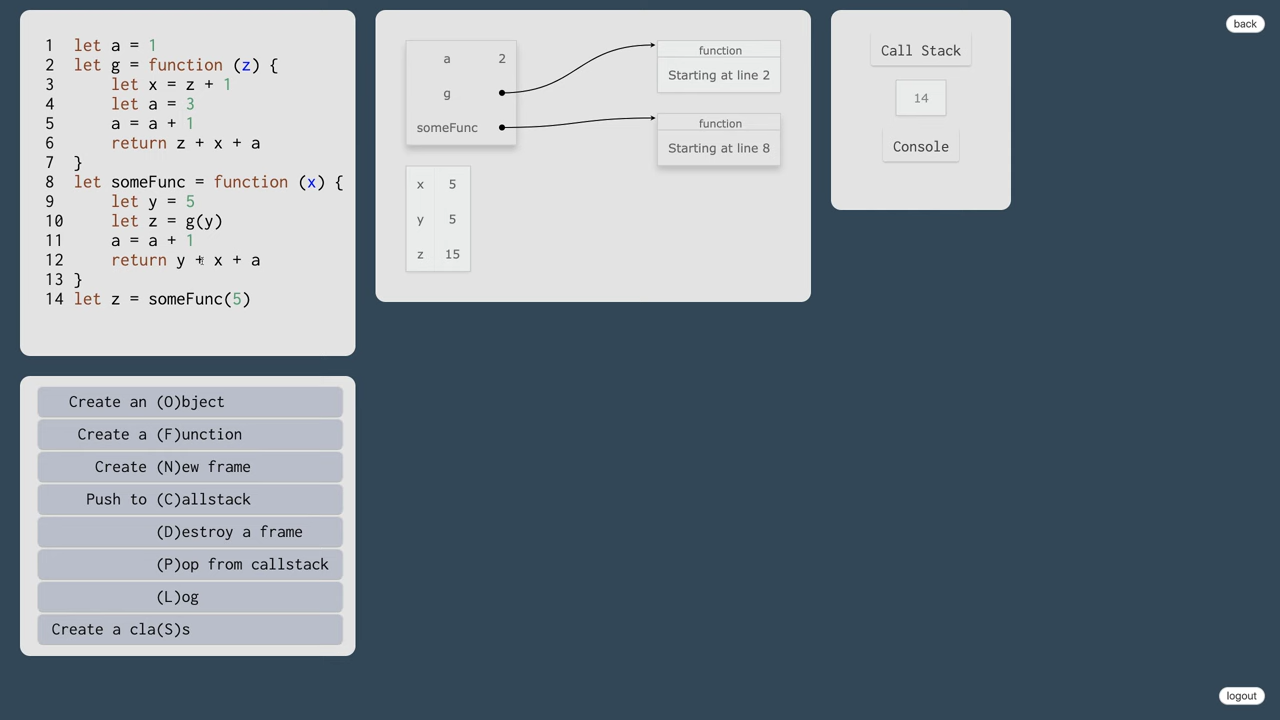 1 let a = 1
2 let g = function (z) {
3     let x = z + 1
4     let a = 3
5     a = a + 1
6     return z + x + a
7 }
8 let someFunc = function (x) {
9     let y = 5
10     let z = g(y)
11     a = a + 1
12     return y + x + a
13 }
14 let z = someFunc(5)
Create an (O)bject
Create a (F)unction
Create (N)ew frame
Push to (C)allstack
(D)estroy a frame
(P)op from callstack
(L)og
Create a cla(S)s
a 2
g
someFunc
function
Starting at line 2
function
Starting at line 8
x 5
y 5
z 15
Call Stack
14
Console
back
logout